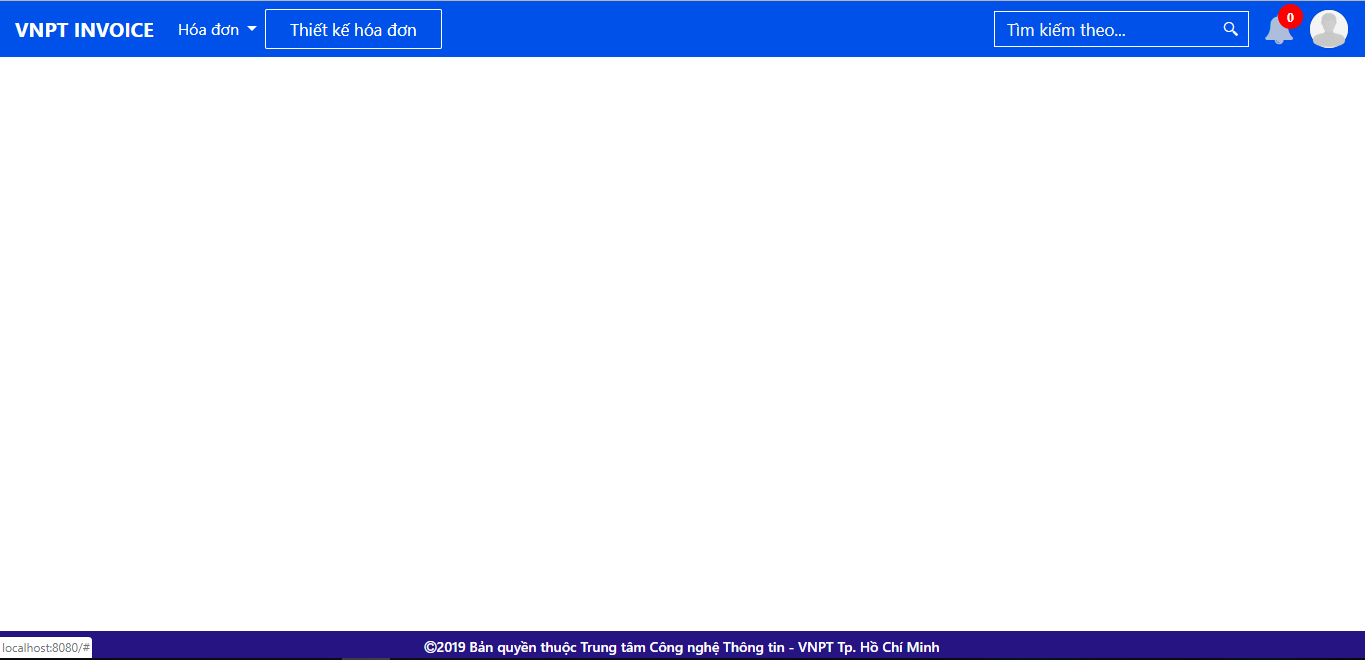 VNPT INVOICE Hóa đơn Thiết kế hóa đơn Tìm kiếm theo... 0
localhost:8080/# ©2019 Bản quyền thuộc Trung tâm Công nghệ Thông tin - VNPT Tp. Hồ Chí Minh